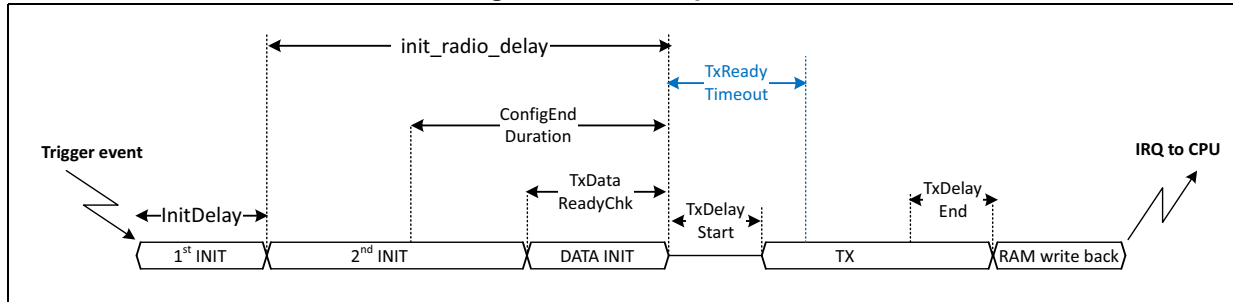 init_radio_delay
TxReady
Timeout
ConfigEnd
Duration
Trigger event
IRQ to CPU
TxData
ReadyChk
TxDelay
End
InitDelay
TxDelay
Start
1st INIT
2nd INIT
DATA INIT
TX
RAM write back